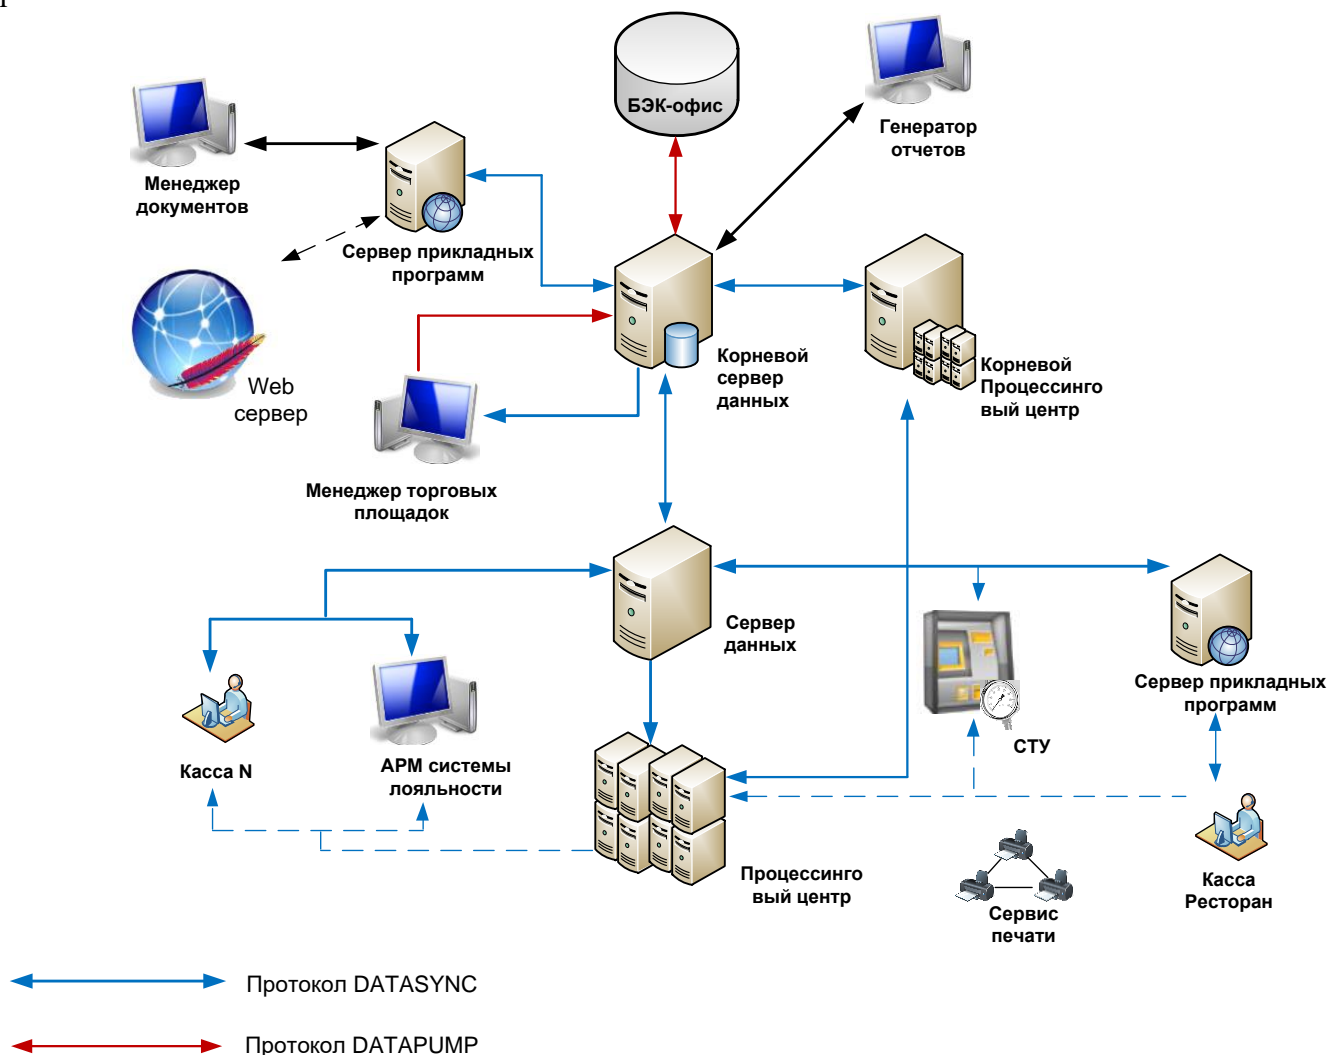 БЭК-офис
Генератор
отчетов
Менеджер
документов
Сервер прикладных
программ
Web
сервер
Корневой
сервер
данных
Корневой
Процессинго
вый центр
Менеджер торговых
площадок
Сервер
данных
Сервер прикладных
программ
СТУ
Касса N
АРМ системы
лояльности
Процессинго
вый центр
Сервис
печати
Касса
Ресторан
Протокол DATASYNC
Протокол DATAPUMP